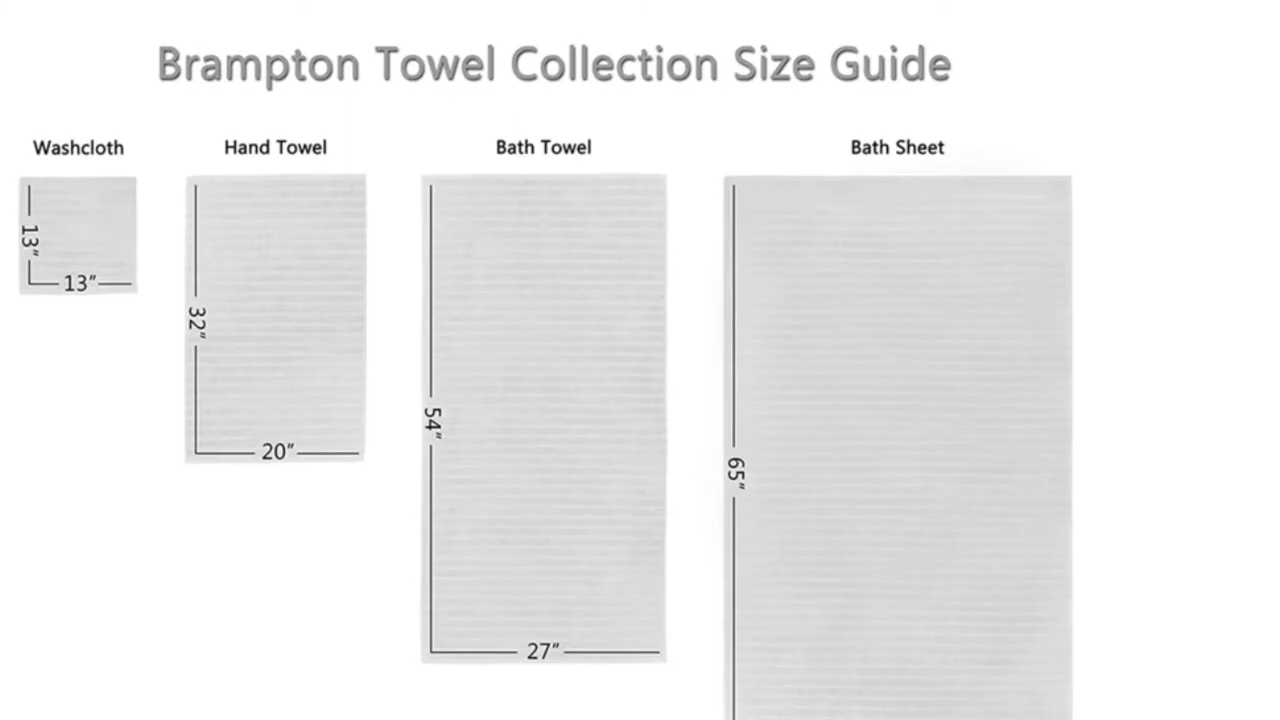 Brampton Towel Collection Size Guide
Washcloth
Hand Towel
Bath Towel
Bath Sheet
13”
13”
32”
20”
54”
27”
65”